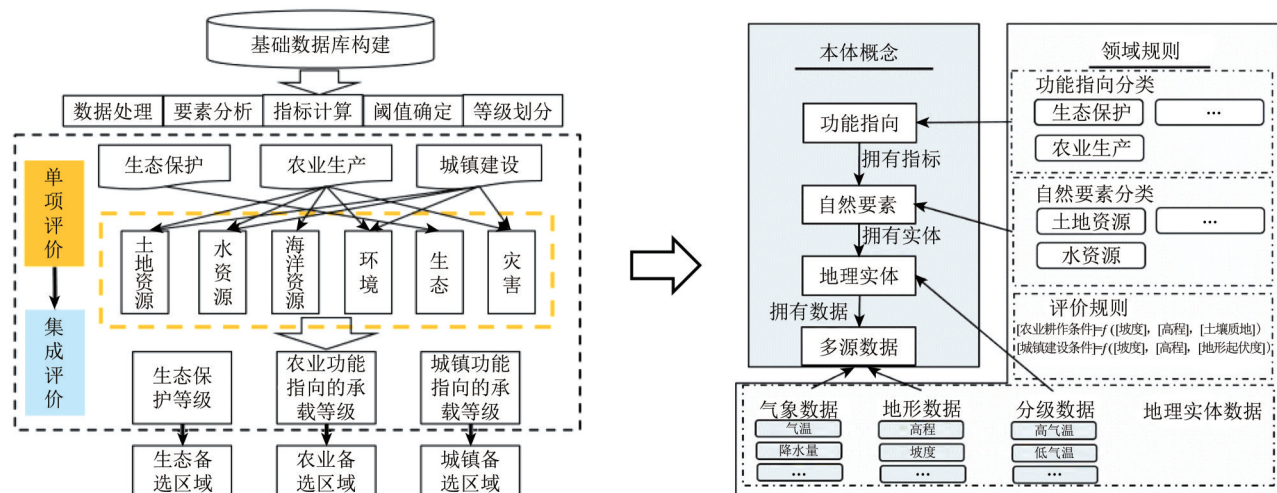 基础数据库构建
数据处理 要素分析 指标计算 阈值确定 等级划分
单项评价
集成评价
生态保护 农业生产 城镇建设
土地资源
水资源
海洋资源
环境
生态
灾害
生态保
护等级
农业功能
指向的承
载等级
城镇功能
指向的承
载等级
生态备
选区域
农业备
选区域
城镇备
选区域
本体概念
功能指向
拥有指标
自然要素
拥有实体
地理实体
拥有数据
多源数据
领域规则
功能指向分类
生态保护 …
农业生产
自然要素分类
土地资源 …
水资源
评价规则
[农业耕作条件]=f([坡度],[高程],[土壤质地])
[城镇建设条件]=f([坡度],[高程],[地形起伏度])
气象数据
气温
降水量
…
地形数据
高程
坡度
…
分级数据
高气温
低气温
…
地理实体数据